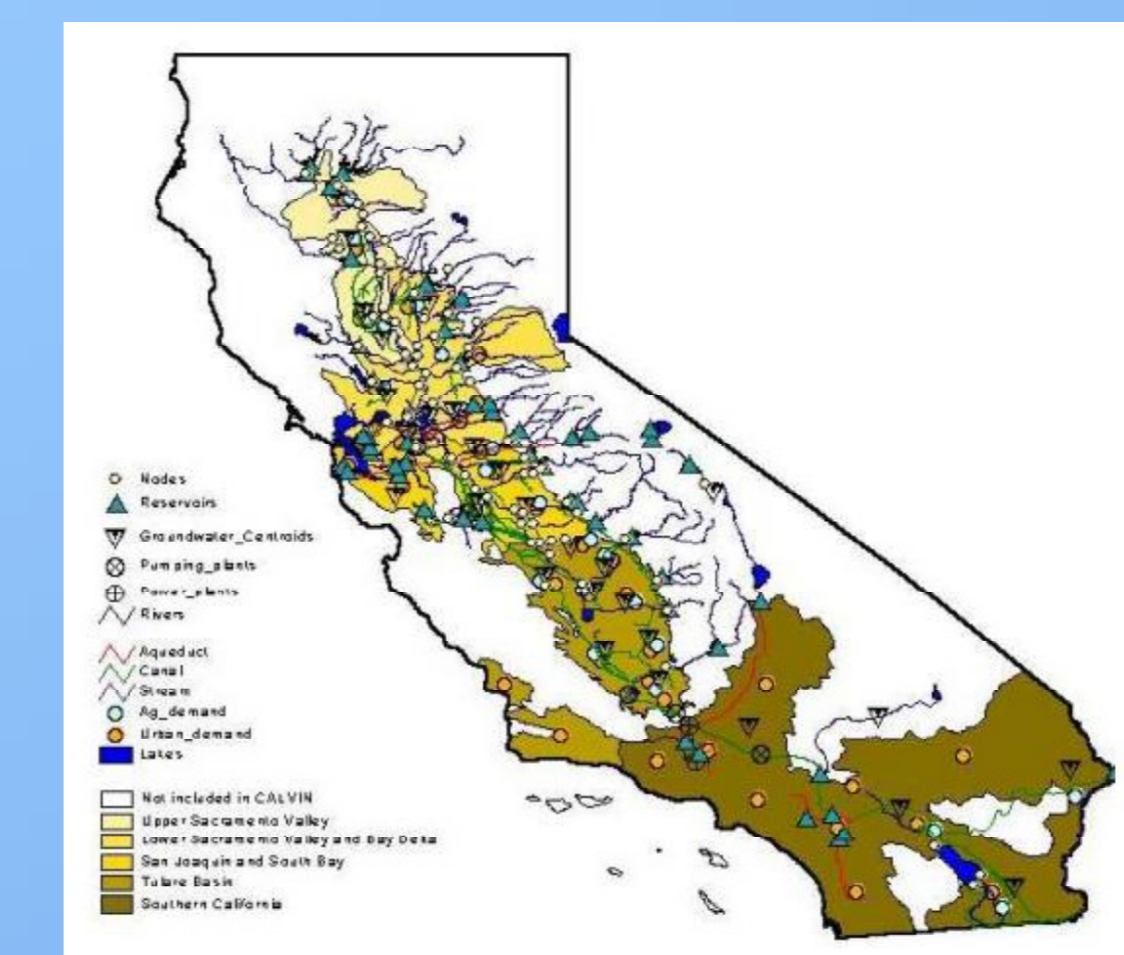 Nodes
Reservoirs
Groundwater_Centroids
Pumping_plants
Power_plants
Rivers
Aqueduct
Canal
Stream
Ag_demand
Urban_demand
Lakes
Not included in CALVIN
Upper Sacramento Valley
Lower Sacramento Valley and Bay Delta
San Joaquin and South Bay
Tulare Basin
Southern California